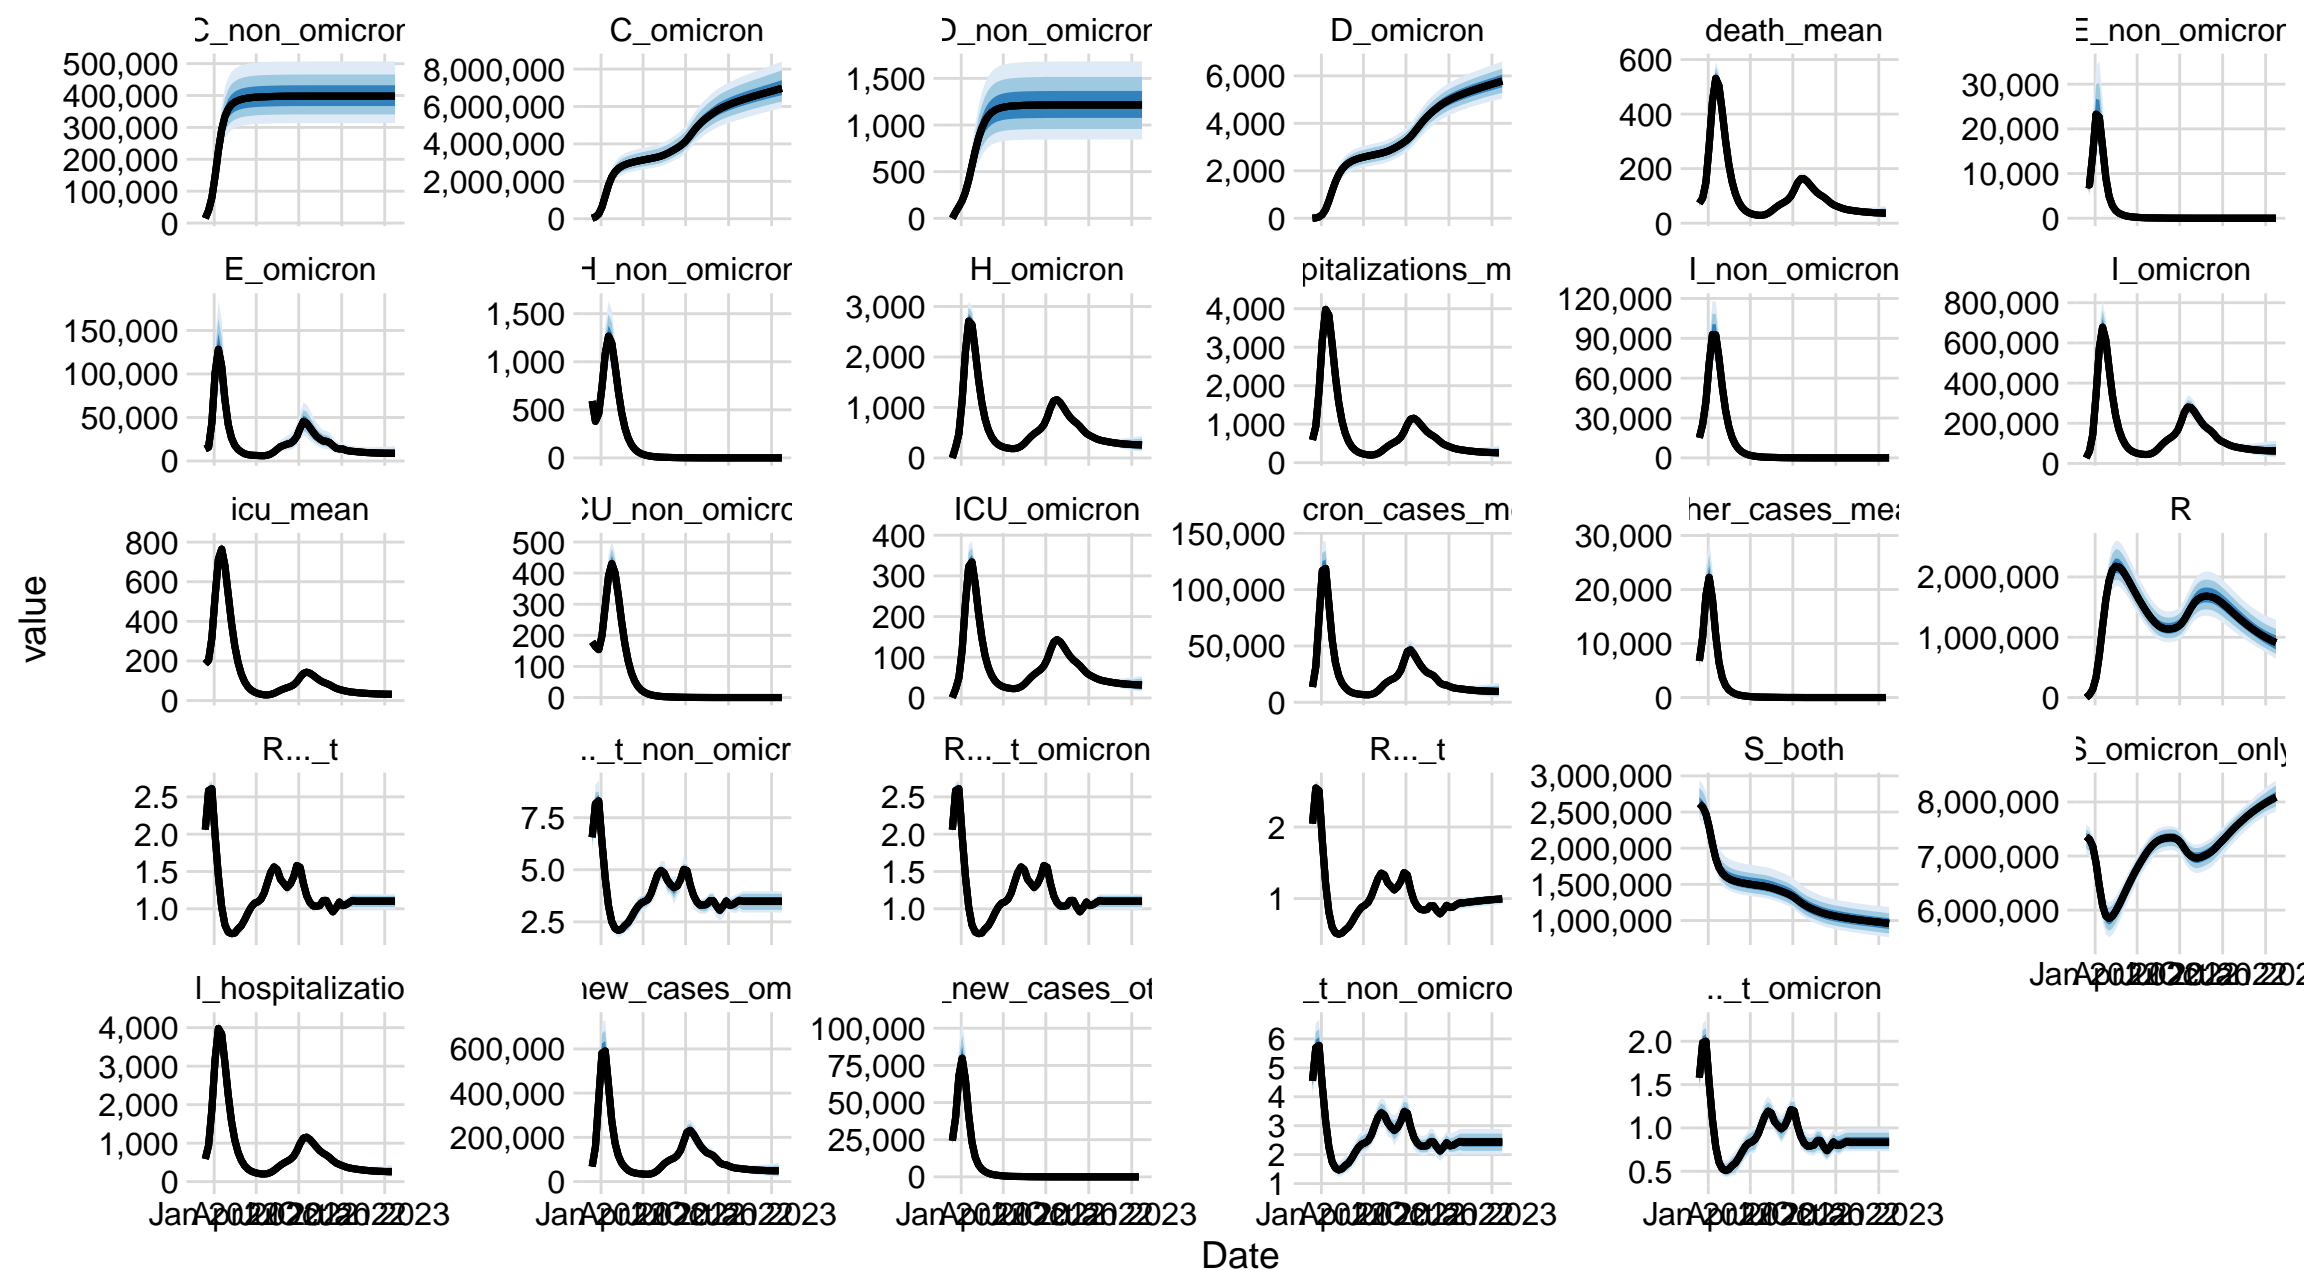 C_non_omicron C_omicron D_non_omicron D_omicron death_mean E_non_omicron
500,000 400,000 300,000 200,000 100,000 0
8,000,000 6,000,000 4,000,000 2,000,000 0
1,500 1,000 500 0
6,000 4,000 2,000 0
600 400 200 0
30,000 20,000 10,000 0
E_omicron H_non_omicron H_omicron pitalizations_m I_non_omicron I_omicron
150,000 100,000 50,000 0
1,500 1,000 500 0
3,000 2,000 1,000 0
4,000 3,000 2,000 1,000 0
120,000 90,000 60,000 30,000 0
800,000 600,000 400,000 200,000 0
icu_mean CU_non_omicro ICU_omicron cron_cases_m her_cases_mea R
800 600 400 200 0
500 400 300 200 100 0
400 300 200 100 0
150,000 100,000 50,000 0
30,000 20,000 10,000 0
2,000,000 1,000,000 0
R..._t .._t_non_omicr R..._t_omicron R..._t S_both S_omicron_only
2.5 2.0 1.5 1.0
7.5 5.0 2.5
2.5 2.0 1.5 1.0
2 1
3,000,000 2,500,000 2,000,000 1,500,000 1,000,000
8,000,000 7,000,000 6,000,000
l_hospitalizatio new_cases_om _new_cases_ot _t_non_omicro .._t_omicron
4,000 3,000 2,000 1,000 0
600,000 400,000 200,000 0
100,000 75,000 50,000 25,000 0
6 5 4 3 2 1
2.0 1.5 1.0 0.5
value
Date